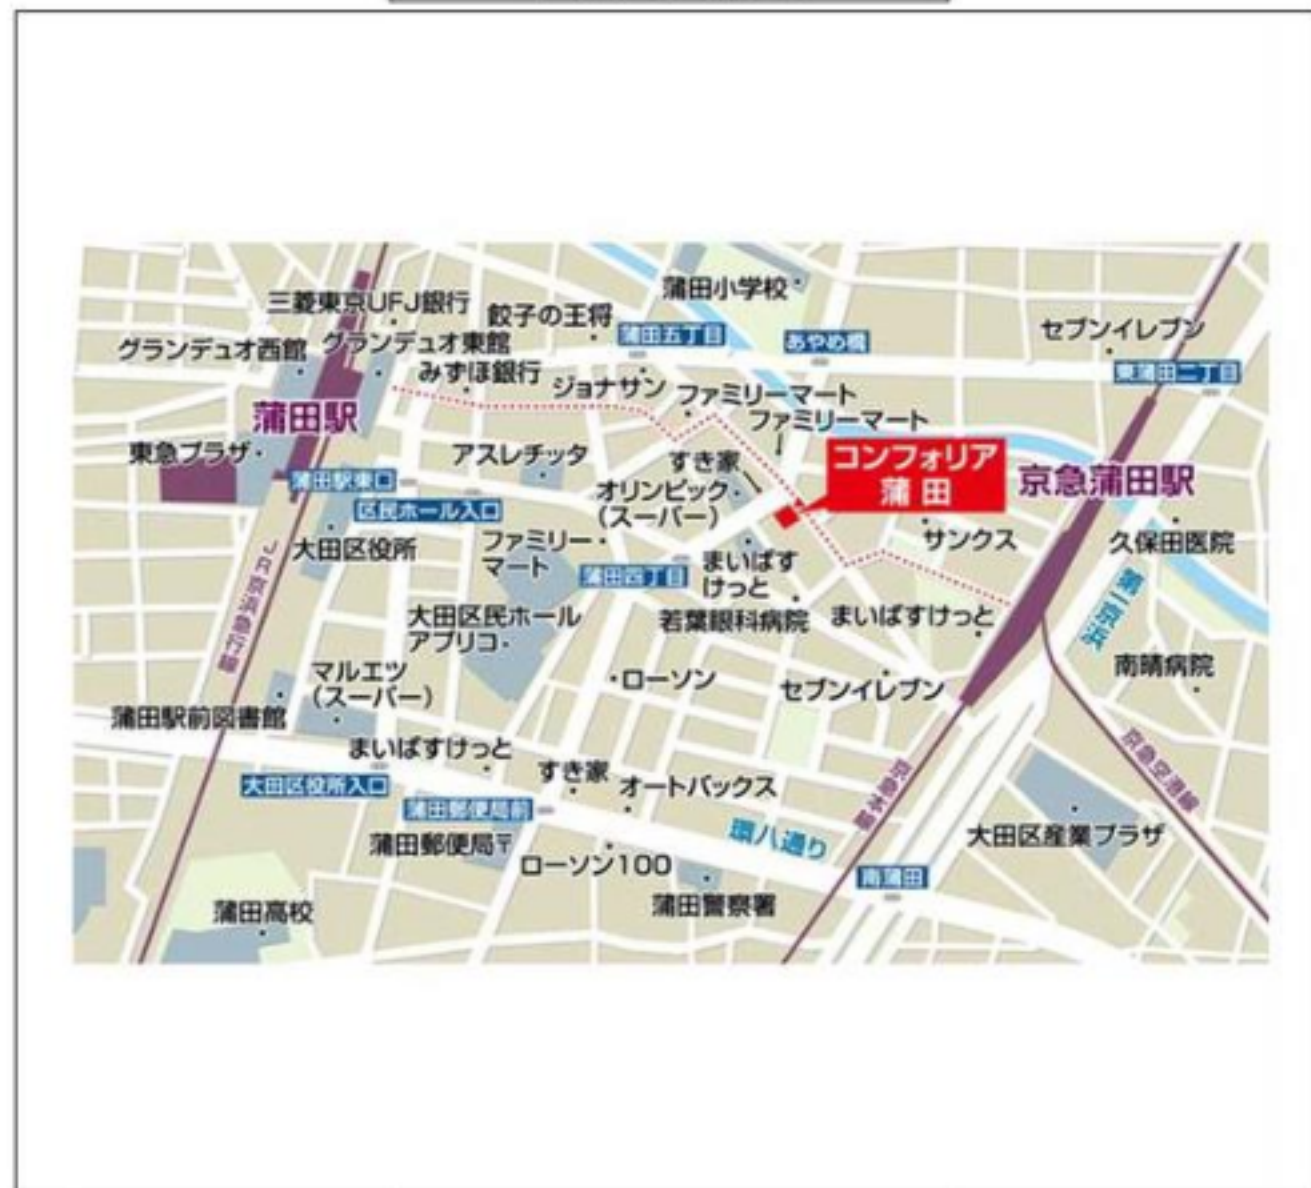 蒲田小学校
三菱東京UFJ銀行
餃子の王将
蒲田五丁目
あやめ橋
セブンイレブン
グランデュオ西館
グランデュオ東館
みずほ銀行
ジョナサン
ファミリーマート
東蒲田二丁目
蒲田駅
ファミリーマート
東急プラザ
アスレチッタ
すき家
コンフォリア
蒲田
京急蒲田駅
蒲田駅東口
オリンピック
(スーパー)
区民ホール入口
大田区役所
ファミリー
マート
サンクス
久保田医院
蒲田四丁目
まいばす
けっと
第一京浜
JR京浜急行線
大田区民ホール
アプリコ
若葉眼科病院
まいばすけっと
マルエツ
(スーパー)
ローソン
セブンイレブン
南晴病院
蒲田駅前図書館
まいばすけっと
すき家
オートバックス
京急本線
京急空港線
大田区役所入口
蒲田郵便局前
環八通り
大田区産業プラザ
蒲田郵便局〒
ローソン100
南蒲田
蒲田警察署
蒲田高校